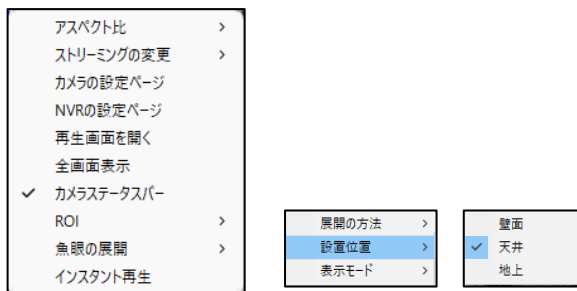 アスペクト比
ストリーミングの変更
カメラの設定ページ
NVRの設定ページ
再生画面を開く
全画面表示
カメラステータスバー
ROI
魚眼の展開
インスタント再生
展開の方法
設置位置
表示モード
壁面
天井
地上